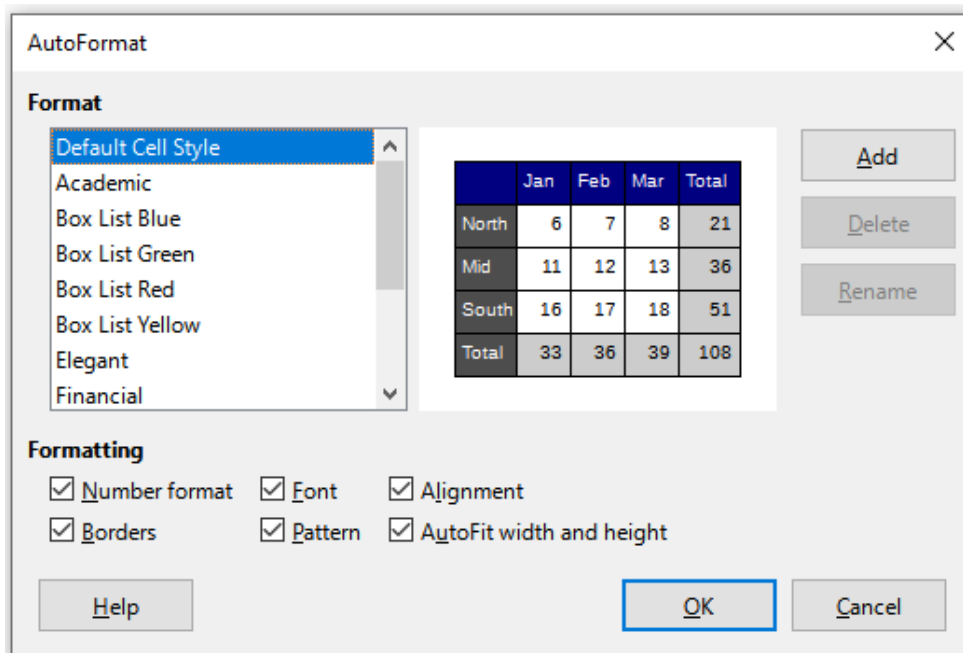 AutoFormat
Format
Default Cell Style
Academic
Box List Blue
Box List Green
Box List Red
Box List Yellow
Elegant
Financial
Jan Feb Mar Total
North 6 7 8 21
Mid 11 12 13 36
South 16 17 18 51
Total 33 36 39 108
Add
Delete
Rename
Formatting
Number format Font Alignment
Borders Pattern AutoFit width and height
Help OK Cancel